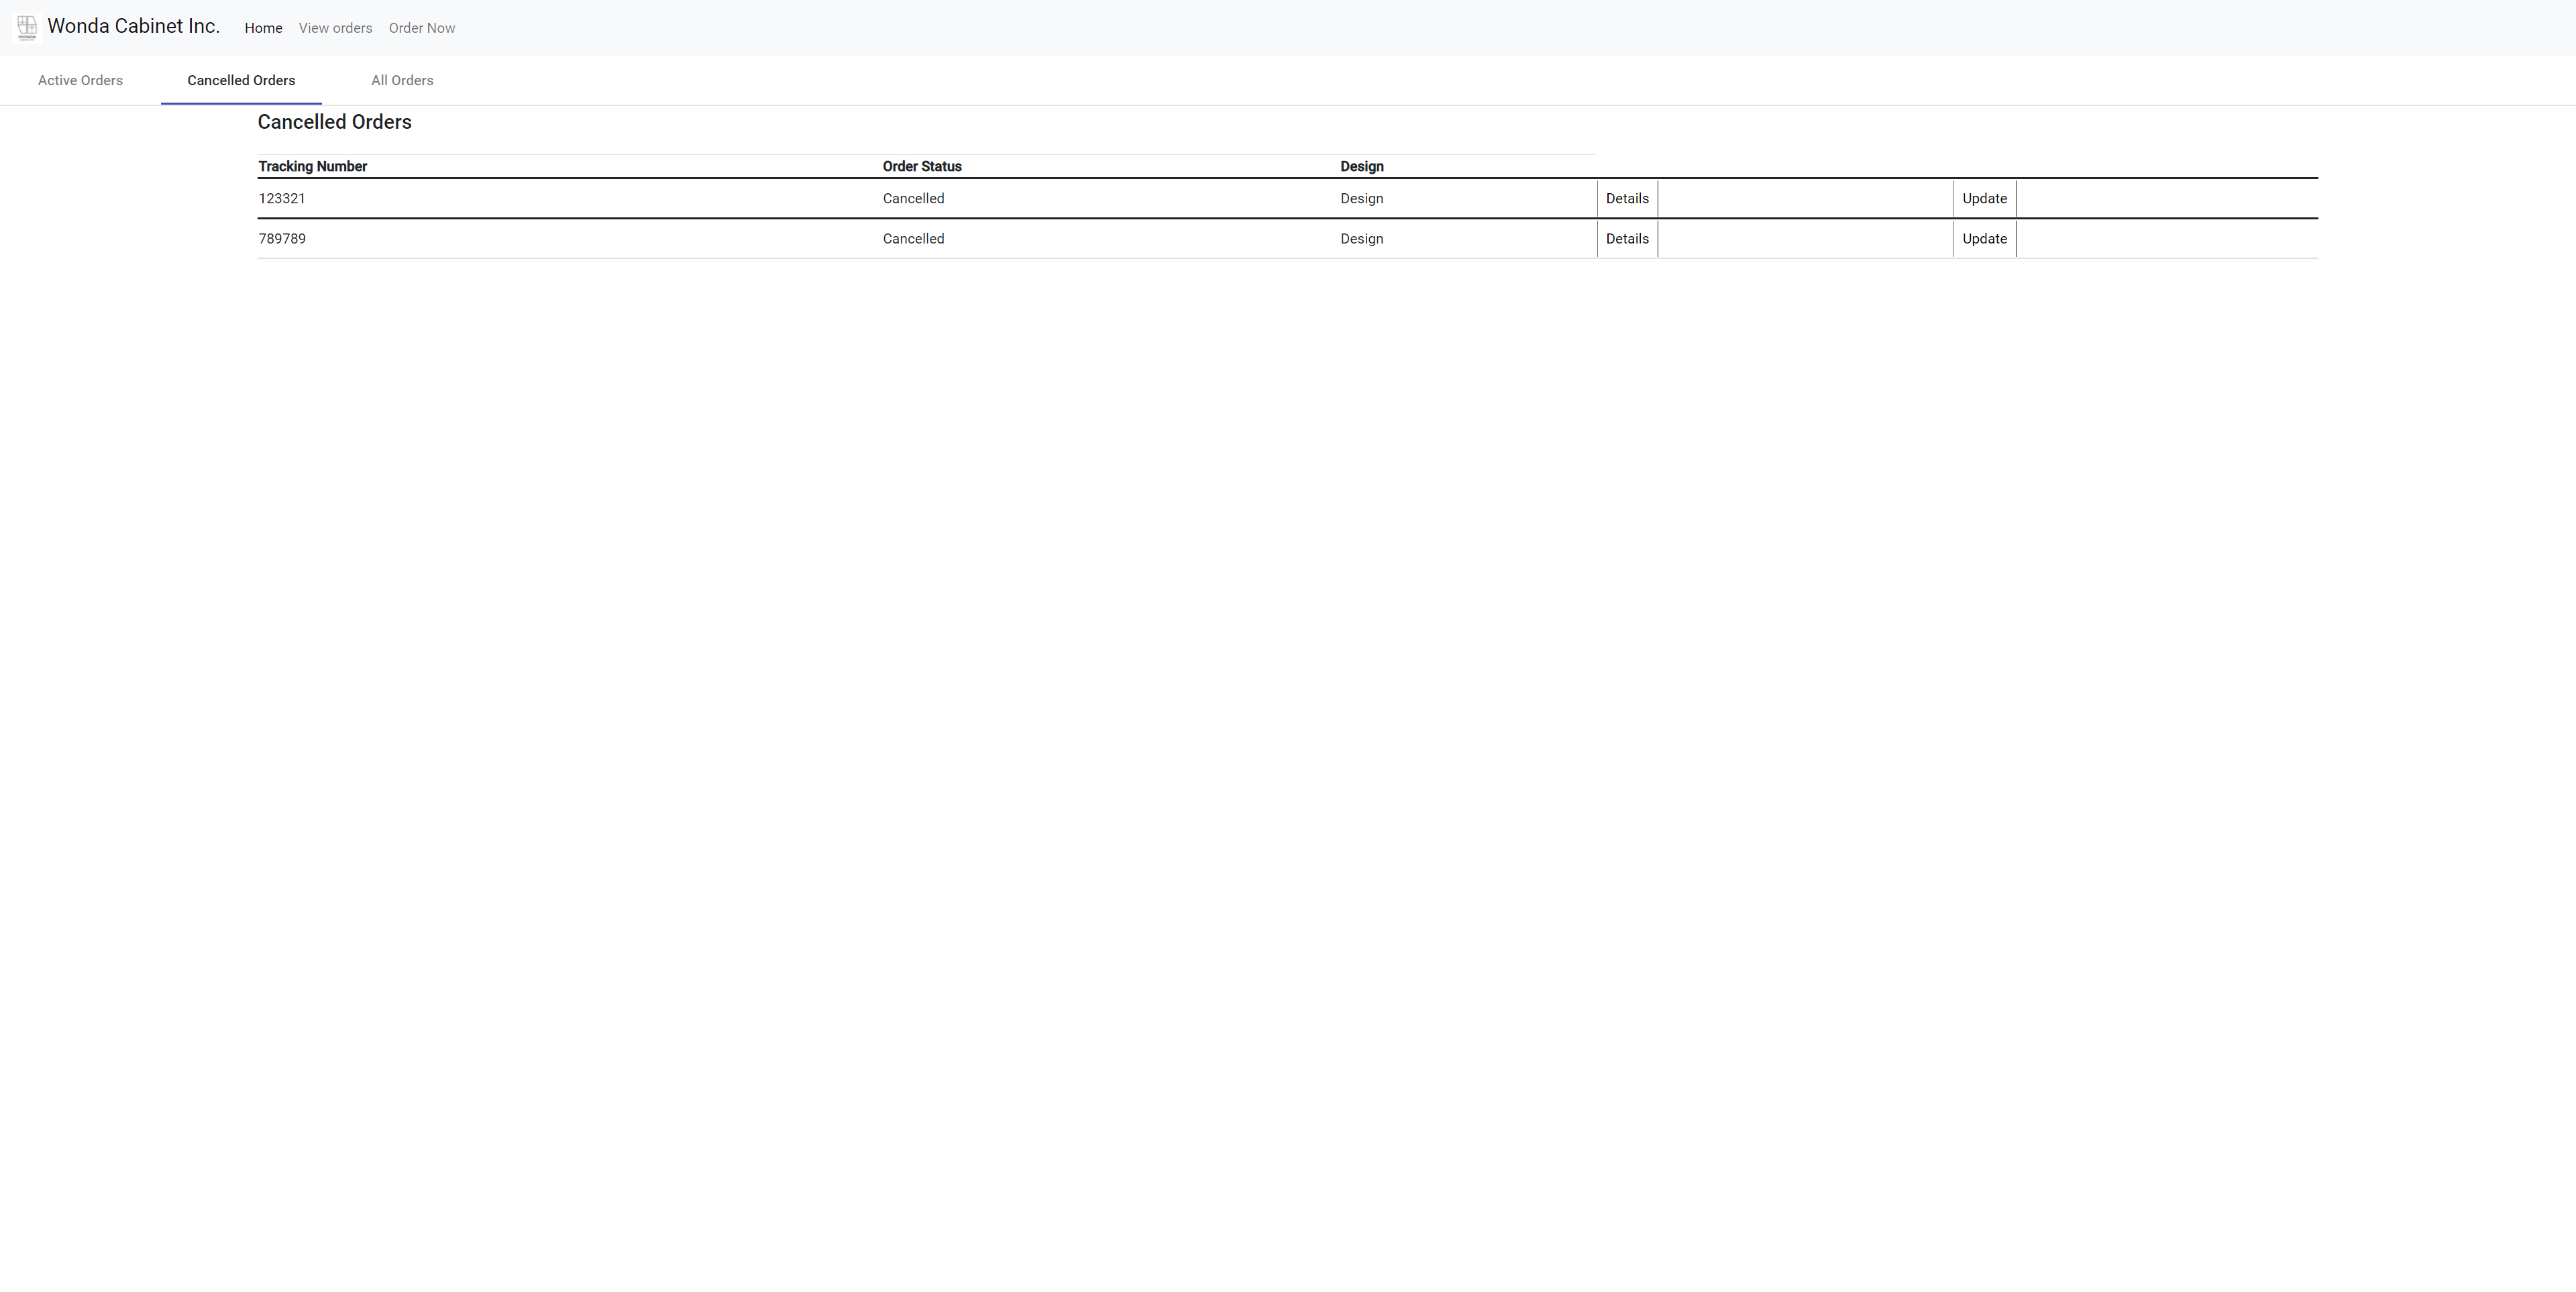 Wonda Cabinet Inc. Home View orders Order Now
Active Orders Cancelled Orders All Orders
Cancelled Orders
Tracking Number Order Status Design
123321 Cancelled Design Details Update
789789 Cancelled Design Details Update